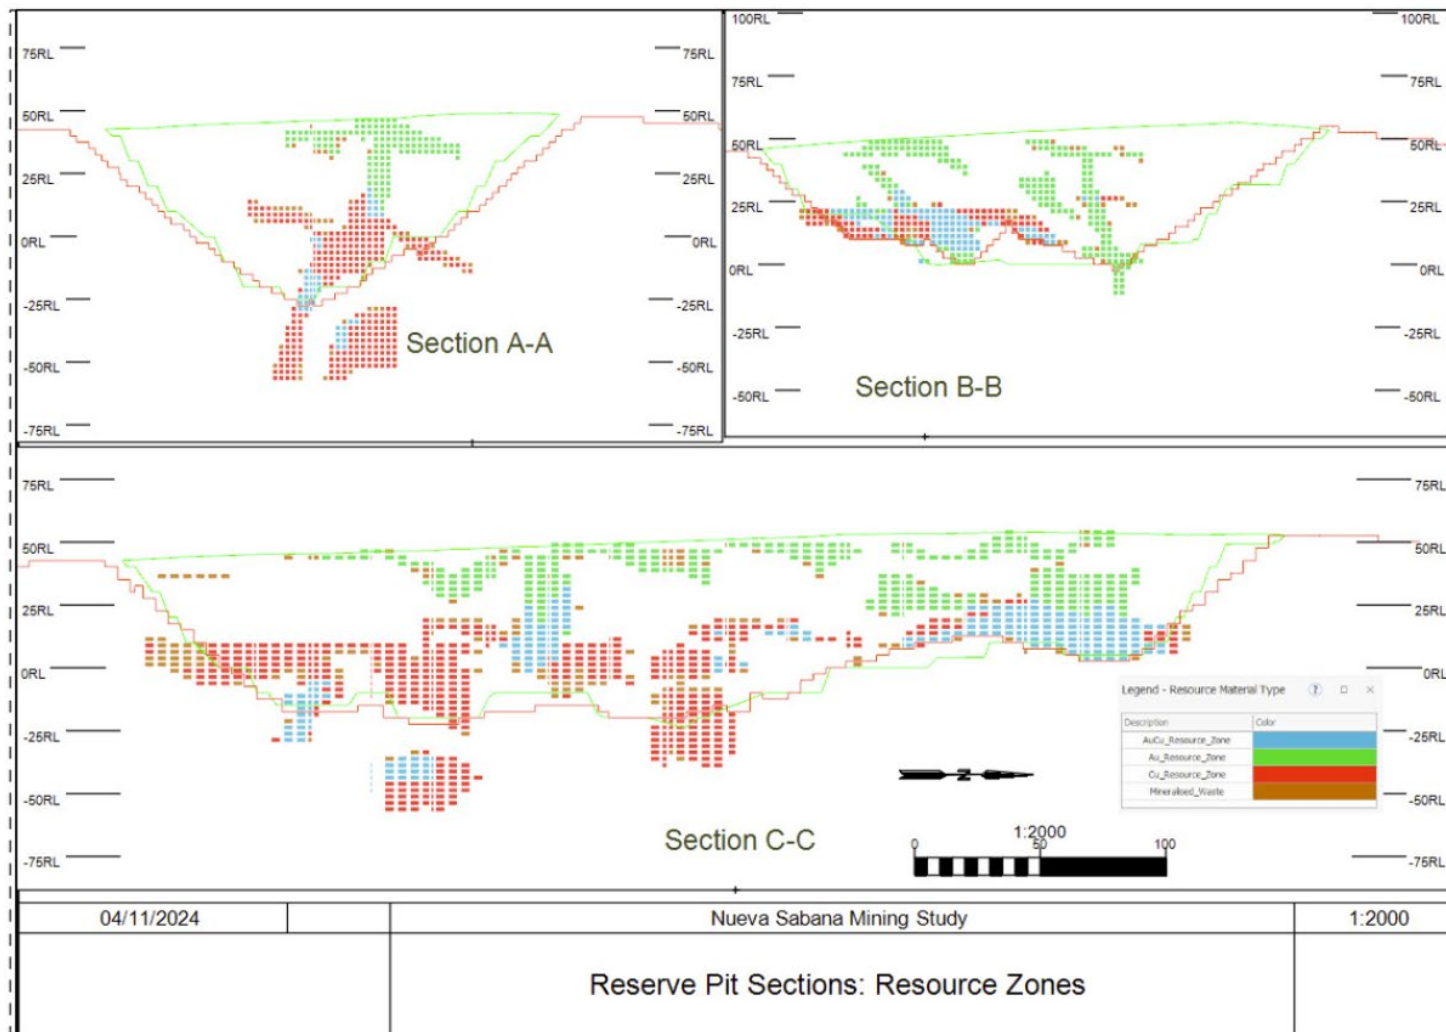 100RL
100RL
75RL
75RL
75RL
75RL
50RL
50RL
50RL
50RL
25RL
25RL
25RL
25RL
0RL
0RL
0RL
0RL
-25RL
-25RL
-25RL
-25RL
Section A-A
-50RL
-50RL
Section B-B
-50RL
-50RL
-75RL
-75RL
75RL
75RL
50RL
50RL
25RL
25RL
0RL
0RL
Legend - Resource Material Type
Description Color
AuCu_Resource_Zone
Au_Resource_Zone
Cu_Resource_Zone
Mineralised_Waste
-25RL
-25RL
-50RL
-50RL
N
Section C-C
1:2000
0 50 100
-75RL
-75RL
04/11/2024 Nueva Sabana Mining Study 1:2000
Reserve Pit Sections: Resource Zones